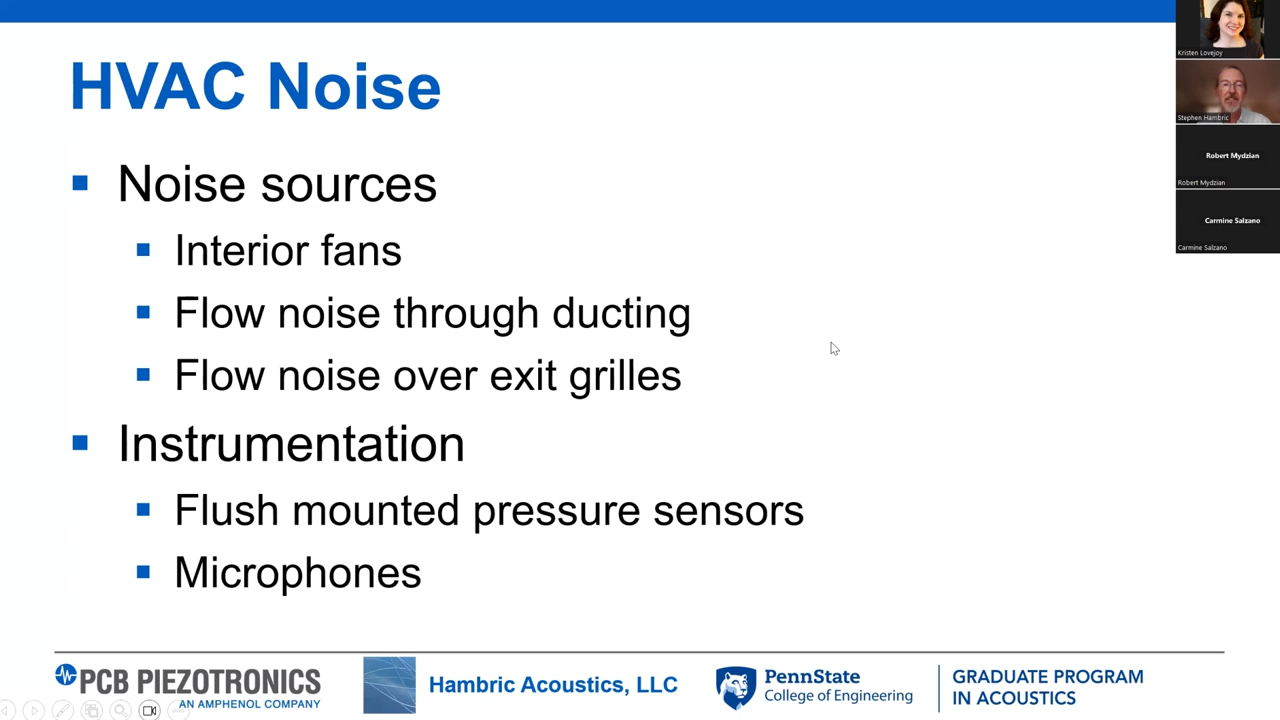 HVAC Noise
Noise sources
Interior fans
Flow noise through ducting
Flow noise over exit grilles
Instrumentation
Flush mounted pressure sensors
Microphones
PCB PIEZOTRONICS
AN AMPHENOL COMPANY
Hambric Acoustics, LLC
PennState
College of Engineering
GRADUATE PROGRAM
IN ACOUSTICS
Kristen Lovejoy
Stephen Hambric
Robert Mydzian
Robert Mydzian
Carmine Salzano
Carmine Salzano